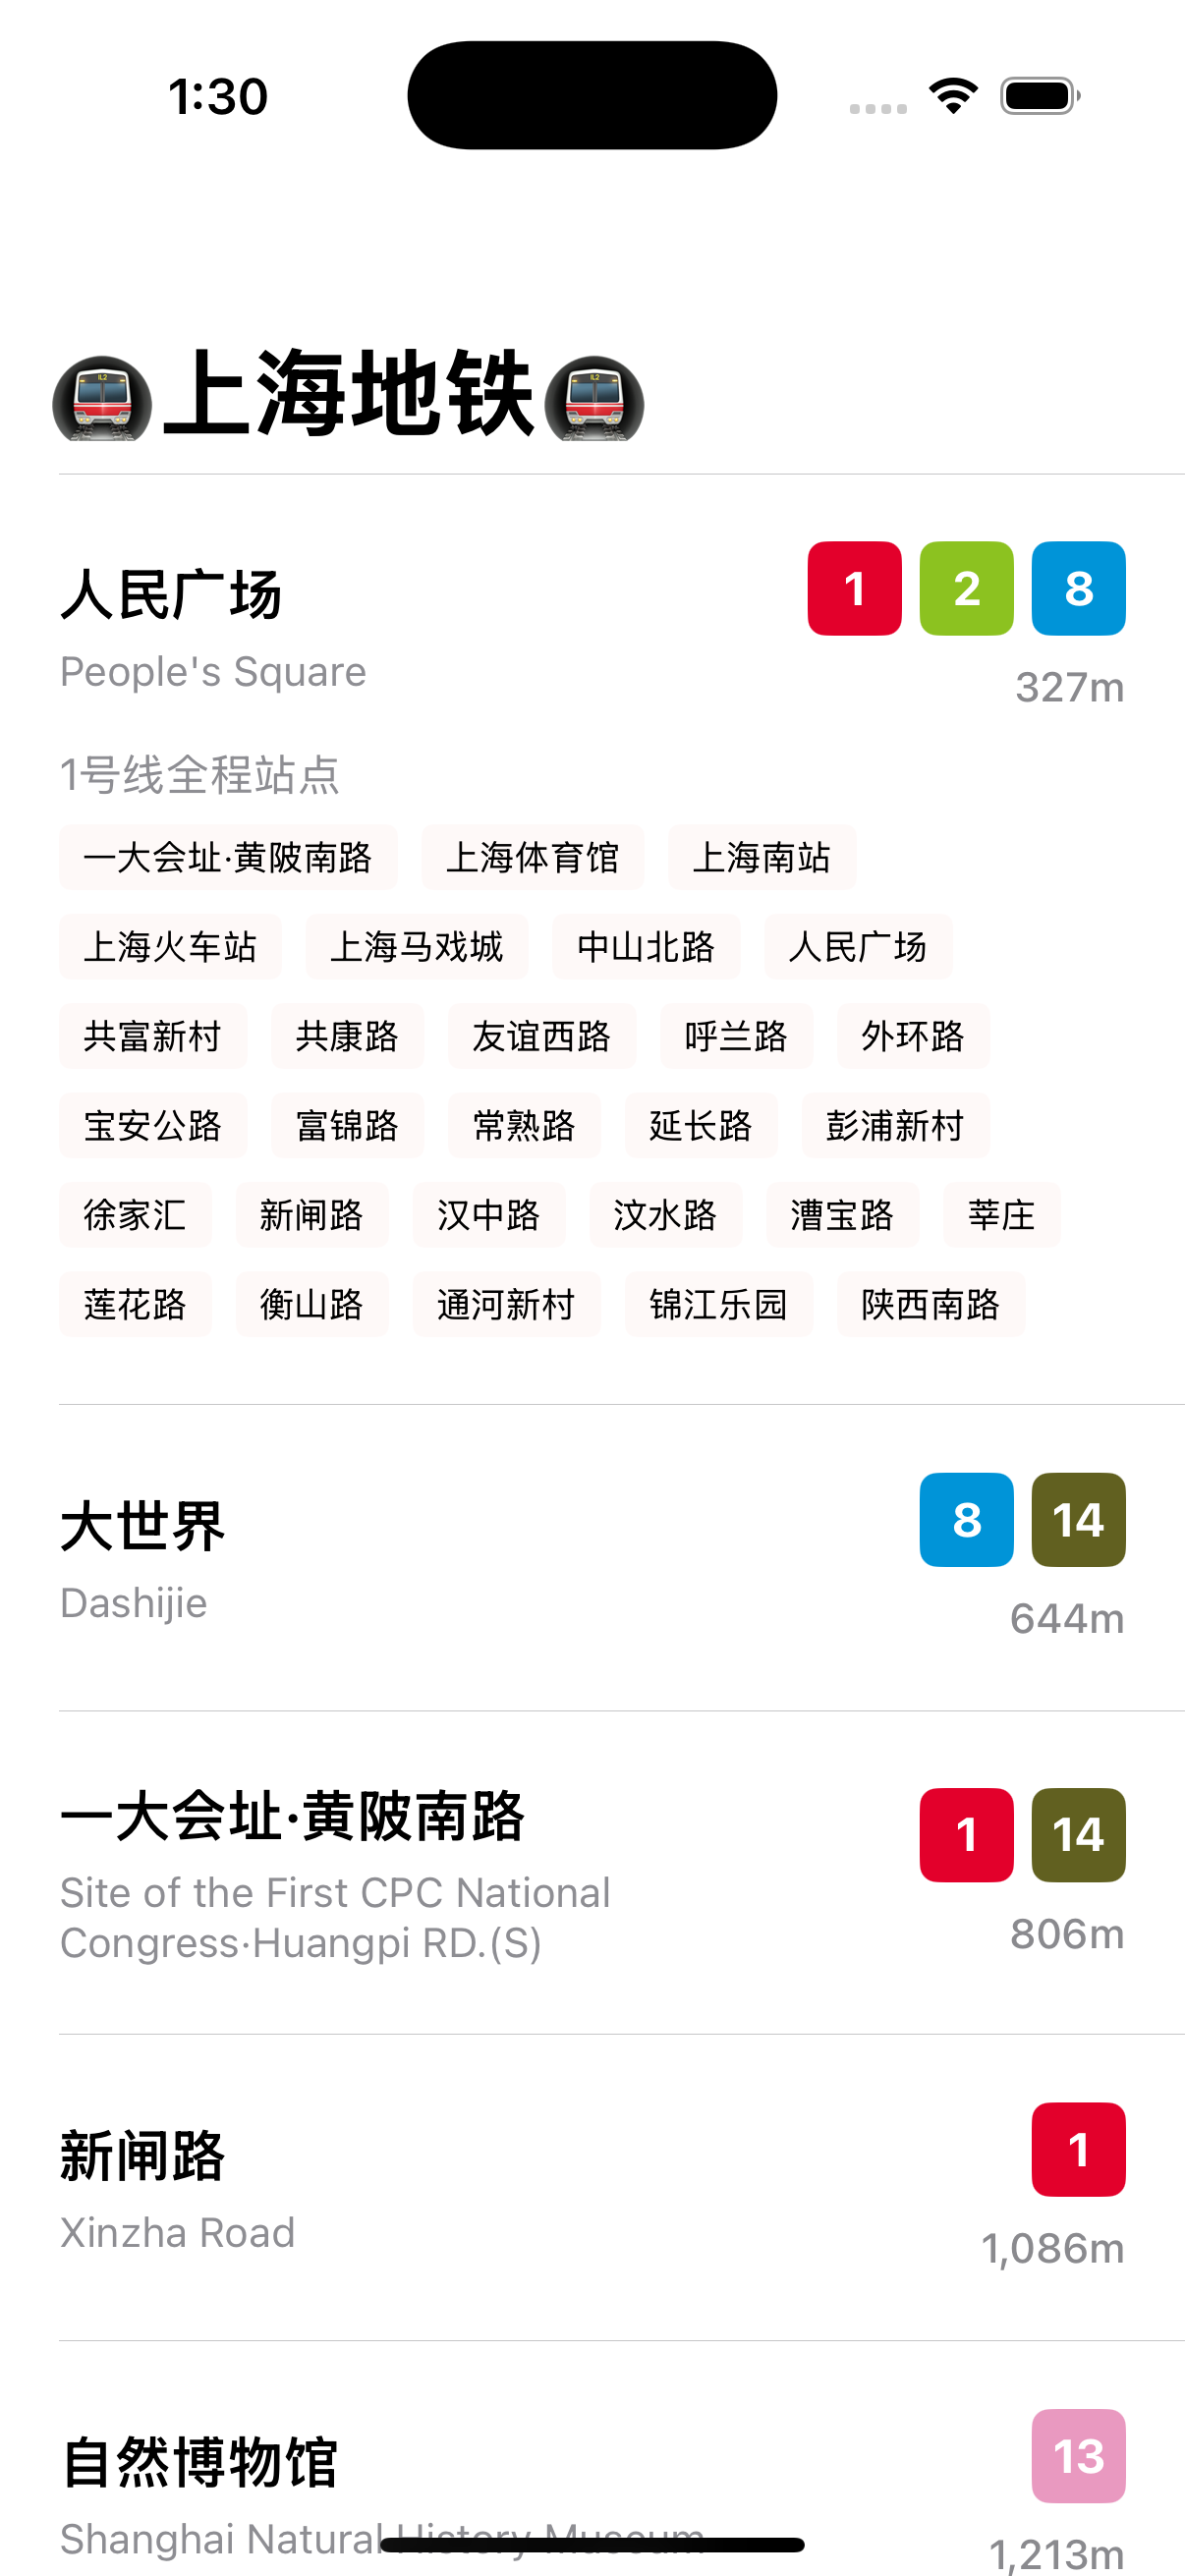 1:30
上海地铁
人民广场
1 2 8
People's Square
327m
1号线全程站点
一大会址·黄陂南路 上海体育馆 上海南站
上海火车站 上海马戏城 中山北路 人民广场
共富新村 共康路 友谊西路 呼兰路 外环路
宝安公路 富锦路 常熟路 延长路 彭浦新村
徐家汇 新闸路 汉中路 汶水路 漕宝路 莘庄
莲花路 衡山路 通河新村 锦江乐园 陕西南路
大世界
8 14
Dashijie
644m
一大会址·黄陂南路
1 14
Site of the First CPC National
Congress·Huangpi RD.(S)
806m
新闸路
1
Xinzha Road
1,086m
自然博物馆
13
Shanghai Natural History Museum
1,213m